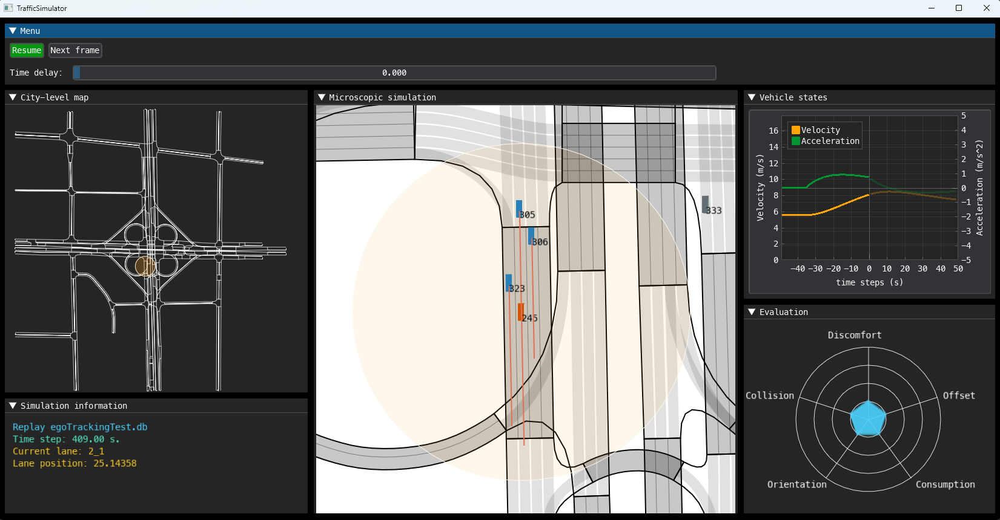 TrafficSimulator
Menu
Resume
Next frame
Time delay:
0.000
City-level map
Simulation information
Replay egoTrackingTest.db
Time step: 409.00 s.
Current lane: 2_1
Lane position: 25.14358
Microscopic simulation
305
306
323
245
333
Vehicle states
Velocity
Acceleration
Velocity (m/s)
16
14
12
10
8
6
4
2
0
5
4
3
2
1
0
−1
−2
−3
−4
−5
Acceleration (m/s^2)
−40 −30 −20 −10 0 10 20 30 40 50
time steps (s)
Evaluation
Discomfort
Collision
Offset
Orientation
Consumption